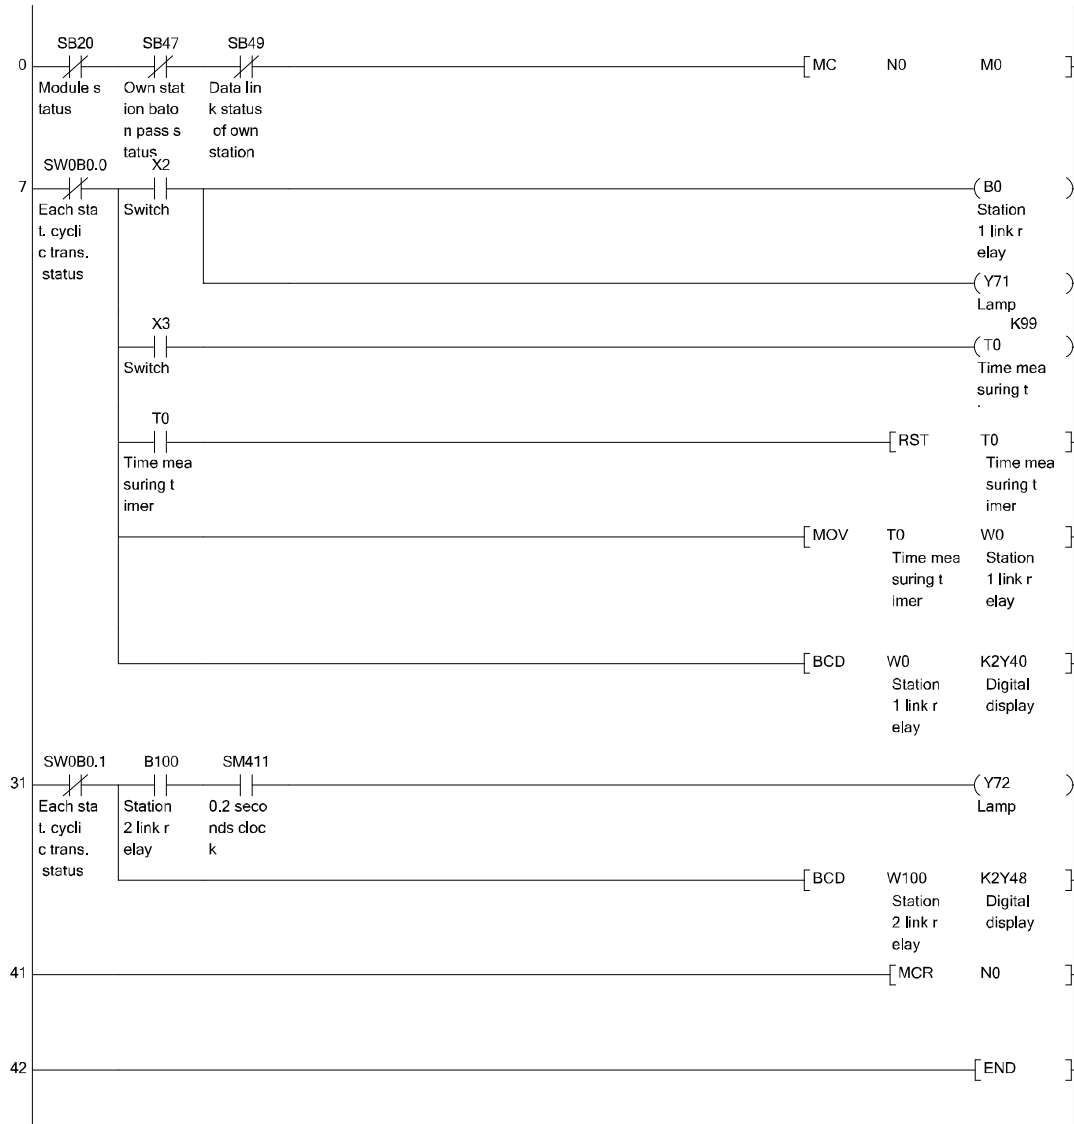 SB20 SB47 SB49
0 MC N0 M0
Module s Own stat Data lin
tatus ion bato k status
n pass s of own
tatus station
SW0B0.0 X2
7 B0
Each sta Switch Station
t. cycli 1 link r
c trans. elay
status
Y71
Lamp
X3 K99
T0
Switch Time mea
suring t
T0
RST T0
Time mea Time mea
suring t suring t
imer imer
MOV T0 W0
Time mea Station
suring t 1 link r
imer elay
BCD W0 K2Y40
Station Digital
1 link r display
elay
SW0B0.1 B100 SM411
31 Y72
Each sta Station 0.2 seco Lamp
t. cycli 2 link r nds cloc
c trans. elay k
status
BCD W100 K2Y48
Station Digital
2 link r display
elay
41 MCR N0
42 END